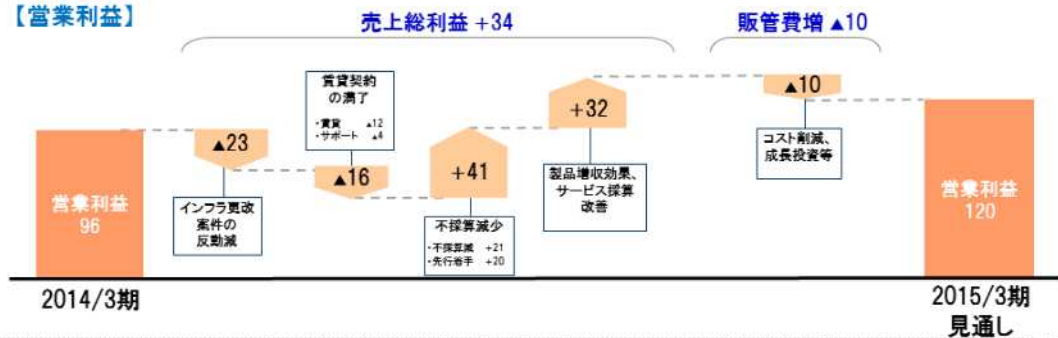 【営業利益】
売上総利益 +34
販管費増 ▲10
営業利益
96
2014/3期
▲23
インフラ更改
案件の
反動減
賃貸契約
の満了
・賃貸 ▲12
・サポート ▲4
▲16
+41
不採算減少
・不採算減 +21
・先行着手 +20
+32
製品増収効果、
サービス採算
改善
▲10
コスト削減、
成長投資等
営業利益
120
2015/3期
見通し